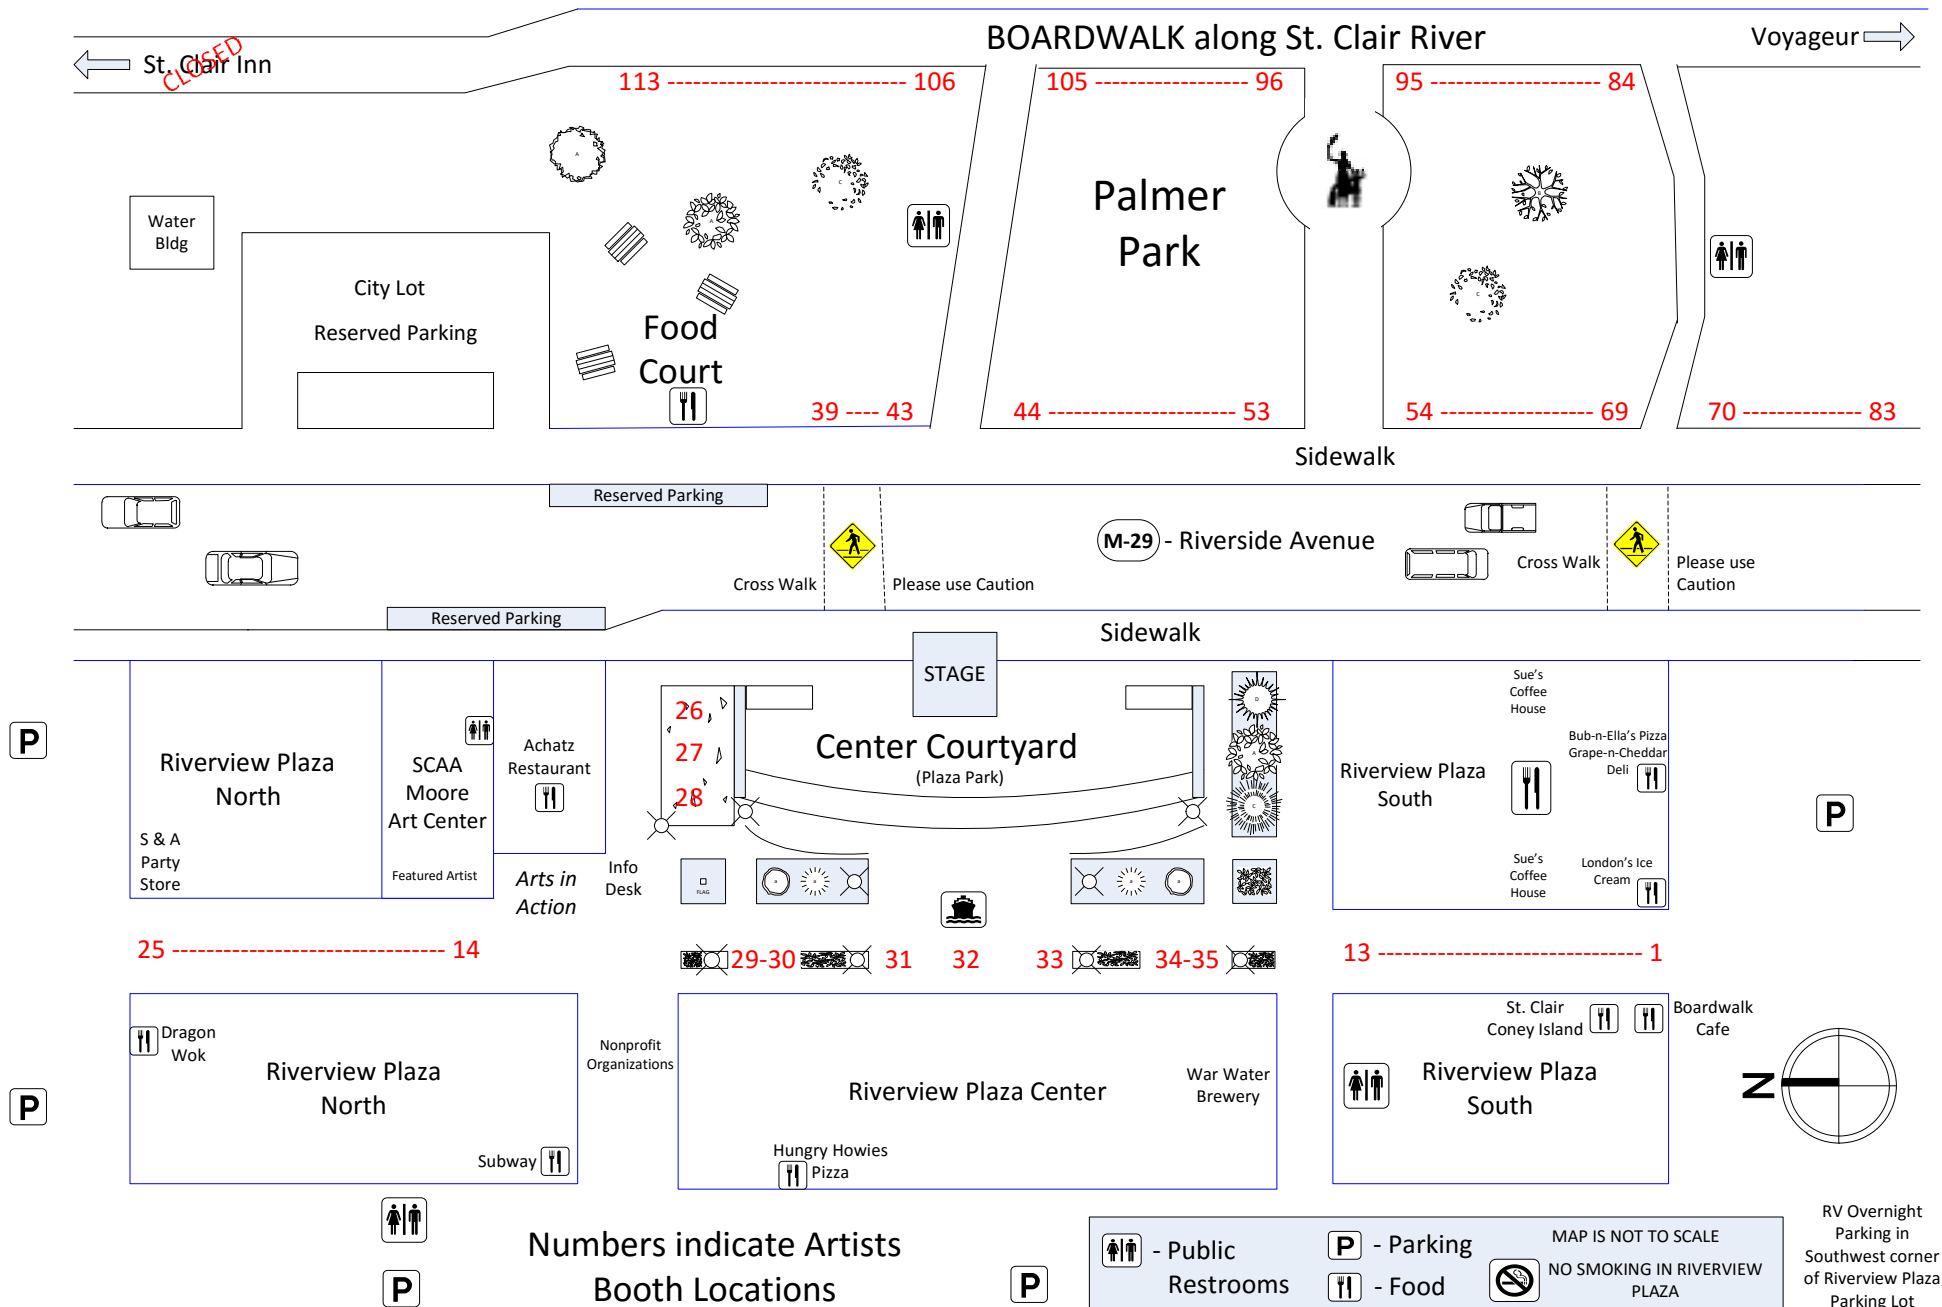 BOARDWALK along St. Clair River
Voyageur
St. Clair Inn
CLOSED
113 ---------------------- 106
105 --------------- 96
95 ---------------- 84
Water
Bldg
City Lot
Reserved Parking
Food
Court
Palmer
Park
39 ---- 43
44 ----------------------- 53
54 ------------------- 69
70 ----------- 83
Sidewalk
Reserved Parking
M-29 - Riverside Avenue
Cross Walk
Please use Caution
Cross Walk
Please use
Caution
Reserved Parking
Sidewalk
STAGE
26
27
28
Center Courtyard
(Plaza Park)
P
Riverview Plaza
North
S & A
Party
Store
SCAA
Moore
Art Center
Featured Artist
Achatz
Restaurant
Arts in
Action
Info
Desk
FLAG
Sue's
Coffee
House
Bub-n-Ella's Pizza
Grape-n-Cheddar
Deli
Riverview Plaza
South
Sue's
Coffee
House
London's Ice
Cream
P
25 --------------------------------- 14
29-30
31
32
33
34-35
13 -------------------------------- 1
Dragon
Wok
Riverview Plaza
North
Subway
Nonprofit
Organizations
Riverview Plaza Center
War Water
Brewery
Hungry Howies
Pizza
St. Clair
Coney Island
Boardwalk
Cafe
Riverview Plaza
South
N
P
P
Numbers indicate Artists
Booth Locations
P
- Public
Restrooms
P - Parking
- Food
MAP IS NOT TO SCALE
NO SMOKING IN RIVERVIEW
PLAZA
RV Overnight
Parking in
Southwest corner
of Riverview Plaza
Parking Lot